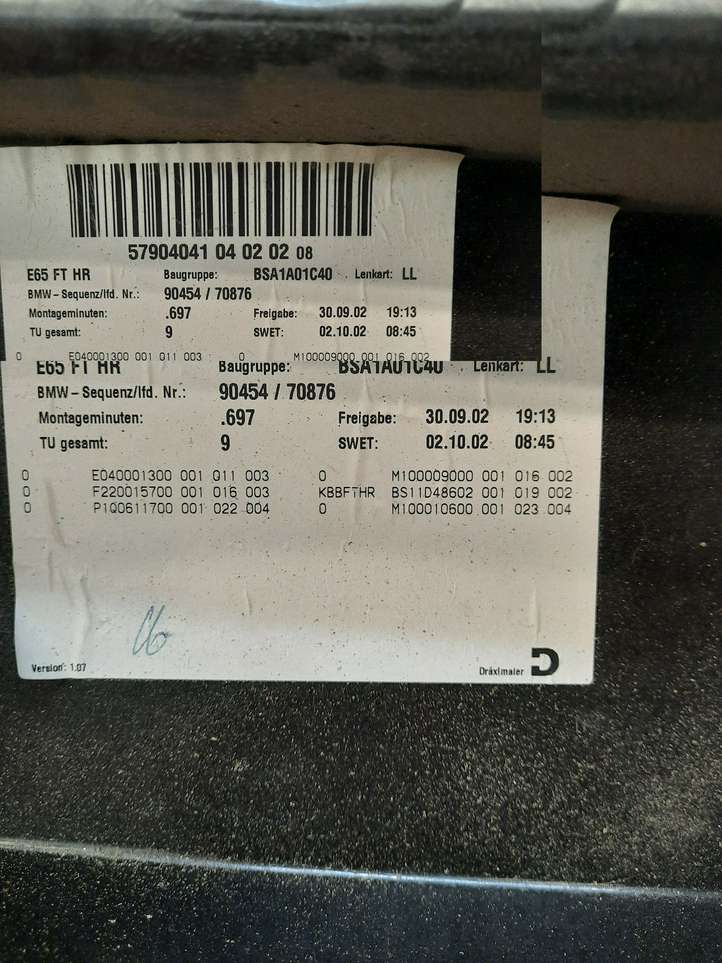 57904041 04 02 02 08
E65 FT HR Baugruppe: BSA1A01C40 Lenkart: LL
BMW-Sequenz/lfd. Nr.: 90454 / 70876
Montageminuten: .697 Freigabe: 30.09.02 19:13
TU gesamt: 9 SWET: 02.10.02 08:45
0 E040001300 001 011 003 0 M100009000 001 016 002
E65 FT HR Baugruppe: BSA1A01C40 Lenkart: LL
BMW-Sequenz/lfd. Nr.: 90454 / 70876
Montageminuten: .697 Freigabe: 30.09.02 19:13
TU gesamt: 9 SWET: 02.10.02 08:45
0 E040001300 001 011 003 0 M100009000 001 016 002
0 F220015700 001 016 003 KBBFTHR BS11D48602 001 019 002
0 P100611700 001 022 004 0 M100010600 001 023 004
Version: 1.07 Dräxlmaier D